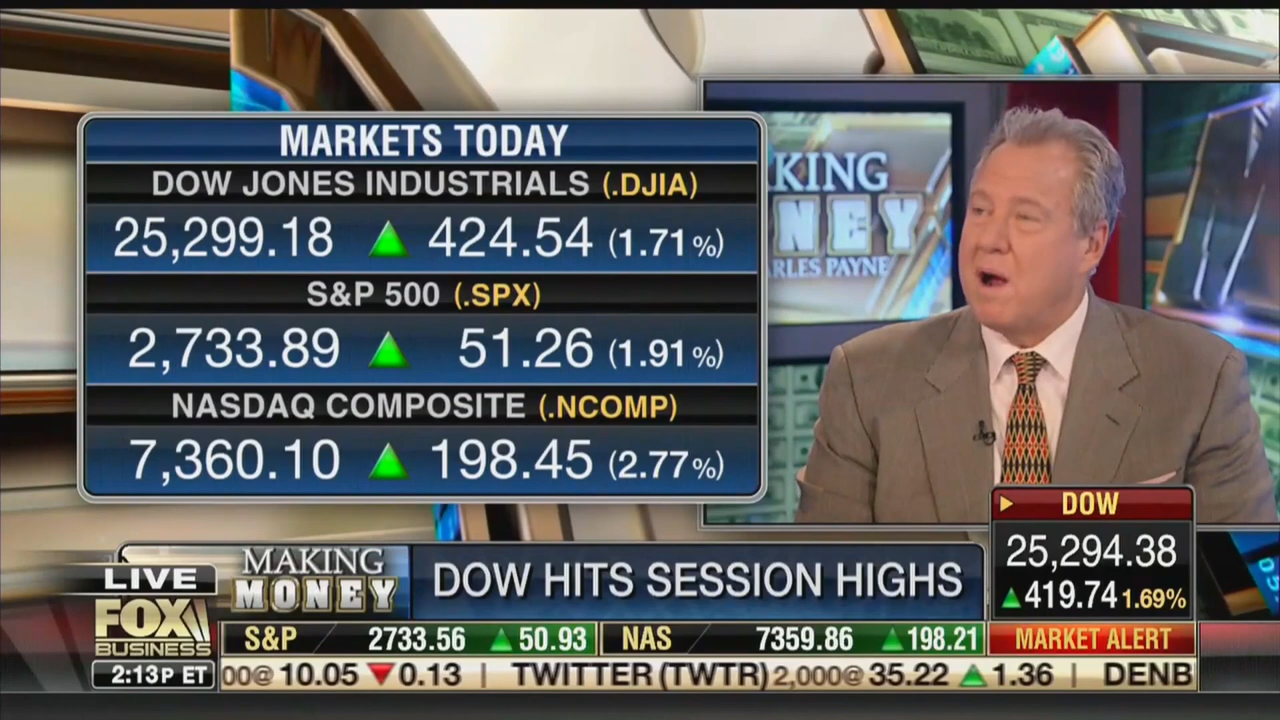 MARKETS TODAY
DOW JONES INDUSTRIALS (.DJIA)
25,299.18 ▲ 424.54 (1.71%)
S&P 500 (.SPX)
2,733.89 ▲ 51.26 (1.91%)
NASDAQ COMPOSITE (.NCOMP)
7,360.10 ▲ 198.45 (2.77%)
KING
NEY
RLES PAYNE
DOW
25,294.38
▲419.74 1.69%
MARKET ALERT
LIVE
FOX
BUSINESS
2:13P ET
MAKING
MONEY
DOW HITS SESSION HIGHS
S&P 2733.56 ▲50.93 NAS 7359.86 ▲198.21
00@ 10.05 ▼0.13 | TWITTER (TWTR) 2,000@ 35.22 ▲1.36 | DENB